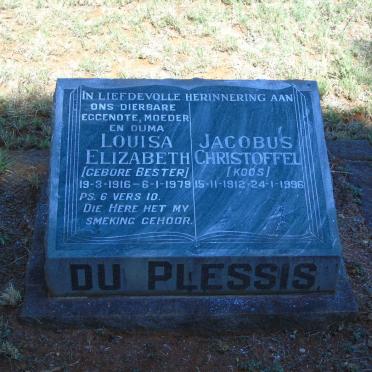 IN LIEFDEVOLLE HERINNERING AAN
ONS DIERBARE
EGGENOTE, MOEDER
EN OUMA
LOUISA
ELIZABETH
(GEBORE BESTER)
19-3-1916-6-1-1979
PS. 6 VERS 10.
DIE HERE HET MY
SMEKING GEHOOR.
JACOBUS
CHRISTOFFEL
(KOOS)
15-11-1912-24-1-1996
DU PLESSIS